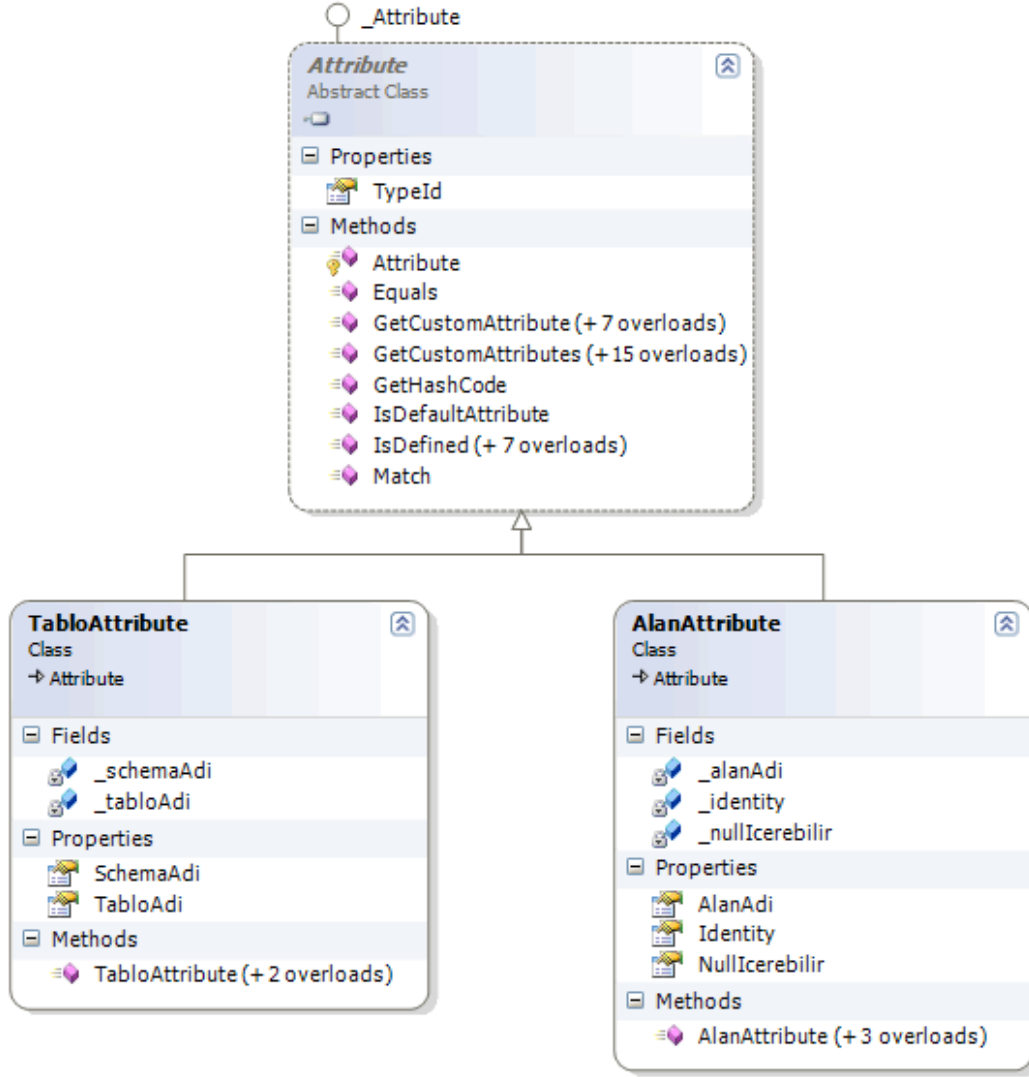 _Attribute
Attribute
Abstract Class
Properties
TypeId
Methods
Attribute
Equals
GetCustomAttribute (+ 7 overloads)
GetCustomAttributes (+ 15 overloads)
GetHashCode
IsDefaultAttribute
IsDefined (+ 7 overloads)
Match
TabloAttribute
Class
Attribute
Fields
_schemaAdi
_tabloAdi
Properties
SchemaAdi
TabloAdi
Methods
TabloAttribute (+ 2 overloads)
AlanAttribute
Class
Attribute
Fields
_alanAdi
_identity
_nullIcerebilir
Properties
AlanAdi
Identity
NullIcerebilir
Methods
AlanAttribute (+ 3 overloads)